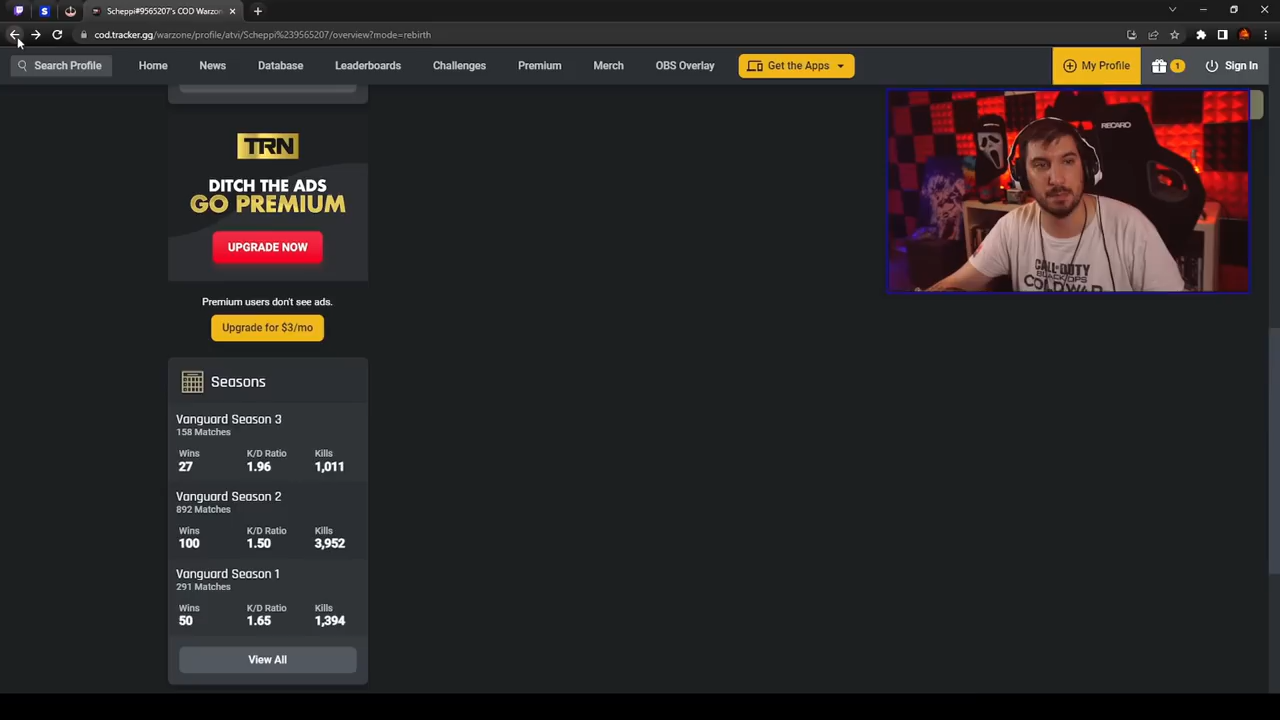 Scheppi#9565207's COD Warzon
cod.tracker.gg/warzone/profile/atvi/Scheppi%239565207/overview?mode=rebirth
Search Profile
Home
News
Database
Leaderboards
Challenges
Premium
Merch
OBS Overlay
Get the Apps
My Profile
1
Sign In
TRN
DITCH THE ADS
GO PREMIUM
UPGRADE NOW
Premium users don't see ads.
Upgrade for $3/mo
Seasons
Vanguard Season 3
158 Matches
Wins K/D Ratio Kills
27 1.96 1,011
Vanguard Season 2
892 Matches
Wins K/D Ratio Kills
100 1.50 3,952
Vanguard Season 1
291 Matches
Wins K/D Ratio Kills
50 1.65 1,394
View All
RECARO
CALL OF DUTY
BLACK OPS
COLD WAR